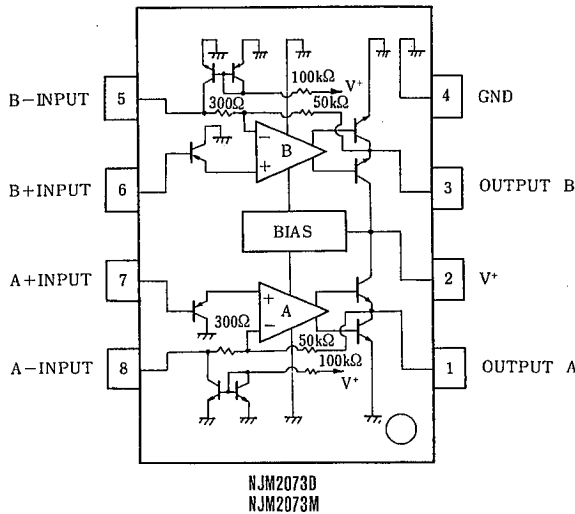 100kΩ V⁺
B−INPUT 5
300Ω 50kΩ
4 GND
−
B
+
B+INPUT 6
3 OUTPUT B
BIAS
A+INPUT 7
2 V⁺
+
A
−
300Ω
50kΩ
A−INPUT 8
100kΩ
V⁺
1 OUTPUT A
NJM2073D
NJM2073M